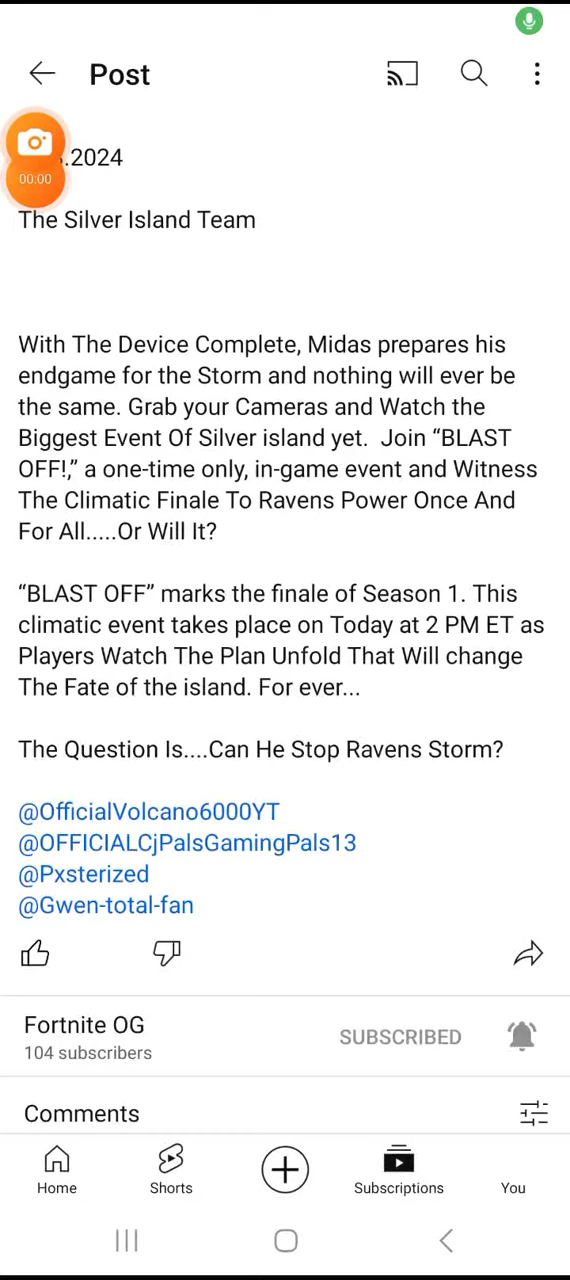 Post
00:00
.2024
The Silver Island Team
With The Device Complete, Midas prepares his
endgame for the Storm and nothing will ever be
the same. Grab your Cameras and Watch the
Biggest Event Of Silver island yet.  Join “BLAST
OFF!,” a one-time only, in-game event and Witness
The Climatic Finale To Ravens Power Once And
For All.....Or Will It?
“BLAST OFF” marks the finale of Season 1. This
climatic event takes place on Today at 2 PM ET as
Players Watch The Plan Unfold That Will change
The Fate of the island. For ever...
The Question Is....Can He Stop Ravens Storm?
@OfficialVolcano6000YT
@OFFICIALCjPalsGamingPals13
@Pxsterized
@Gwen-total-fan
Fortnite OG
SUBSCRIBED
104 subscribers
Comments
Home Shorts Subscriptions You